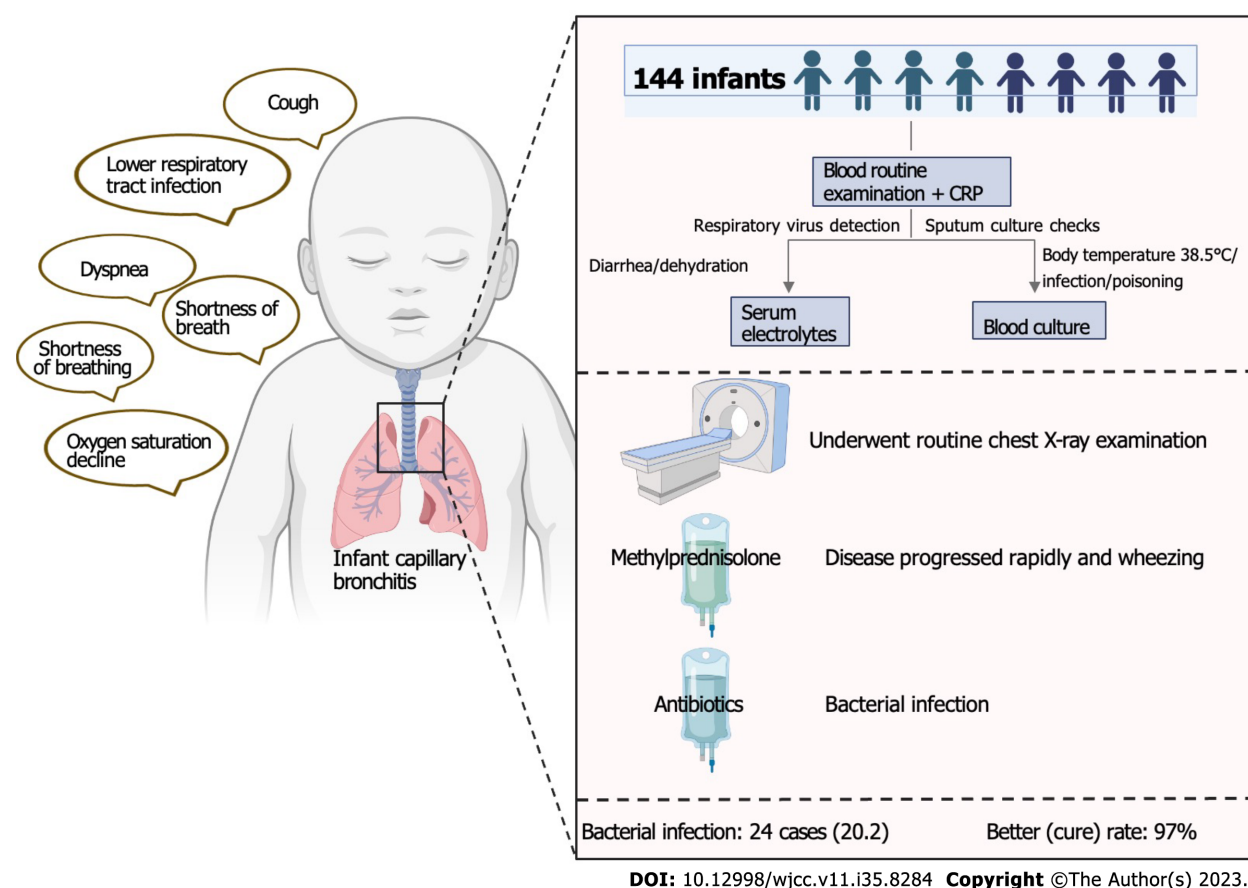 Cough
Lower respiratory
tract infection
Dyspnea
Shortness of
breath
Shortness
of breathing
Oxygen saturation
decline
Infant capillary
bronchitis
144 infants
Blood routine
examination + CRP
Respiratory virus detection
Sputum culture checks
Diarrhea/dehydration
Body temperature 38.5°C/
infection/poisoning
Serum
electrolytes
Blood culture
Underwent routine chest X-ray examination
Methylprednisolone
Disease progressed rapidly and wheezing
Antibiotics
Bacterial infection
Bacterial infection: 24 cases (20.2)
Better (cure) rate: 97%
DOI: 10.12998/wjcc.v11.i35.8284 Copyright ©The Author(s) 2023.